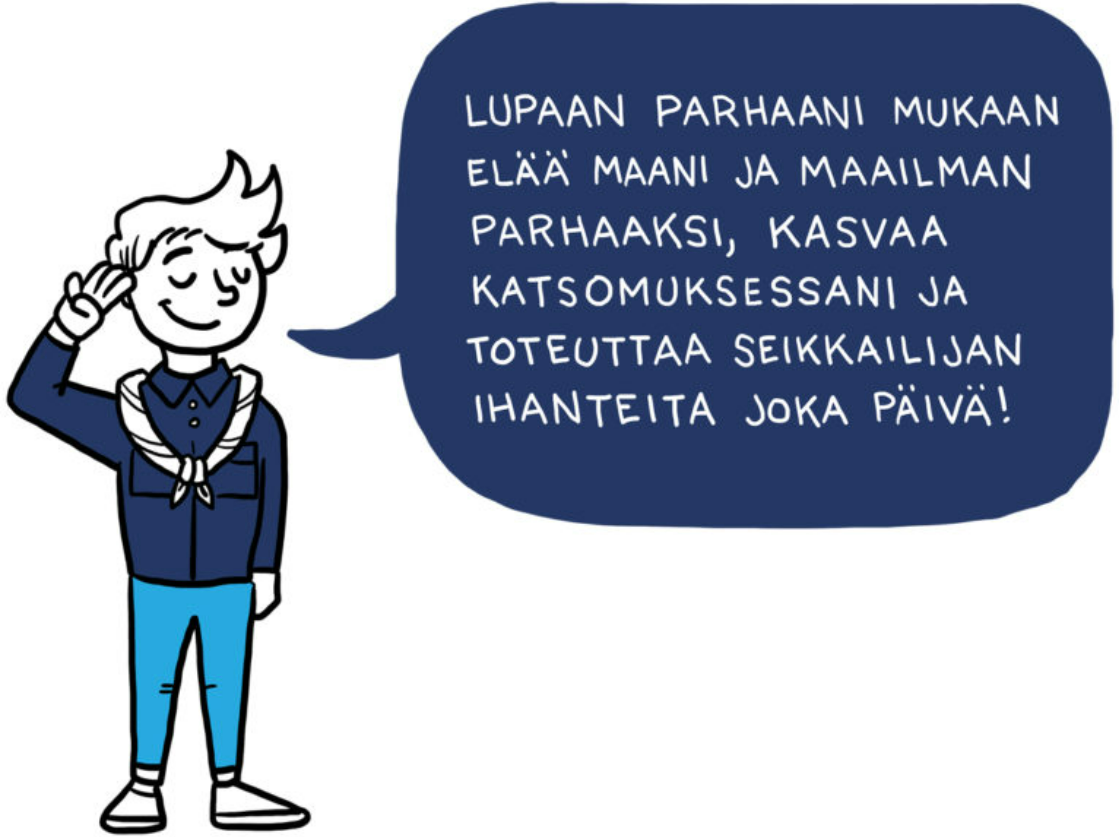 LUPAAN PARHAANI MUKAAN
ELÄÄ MAANI JA MAAILMAN
PARHAAKSI, KASVAA
KATSOMUKSESSANI JA
TOTEUTTAA SEIKKAILIJAN
IHANTEITA JOKA PÄIVÄ!